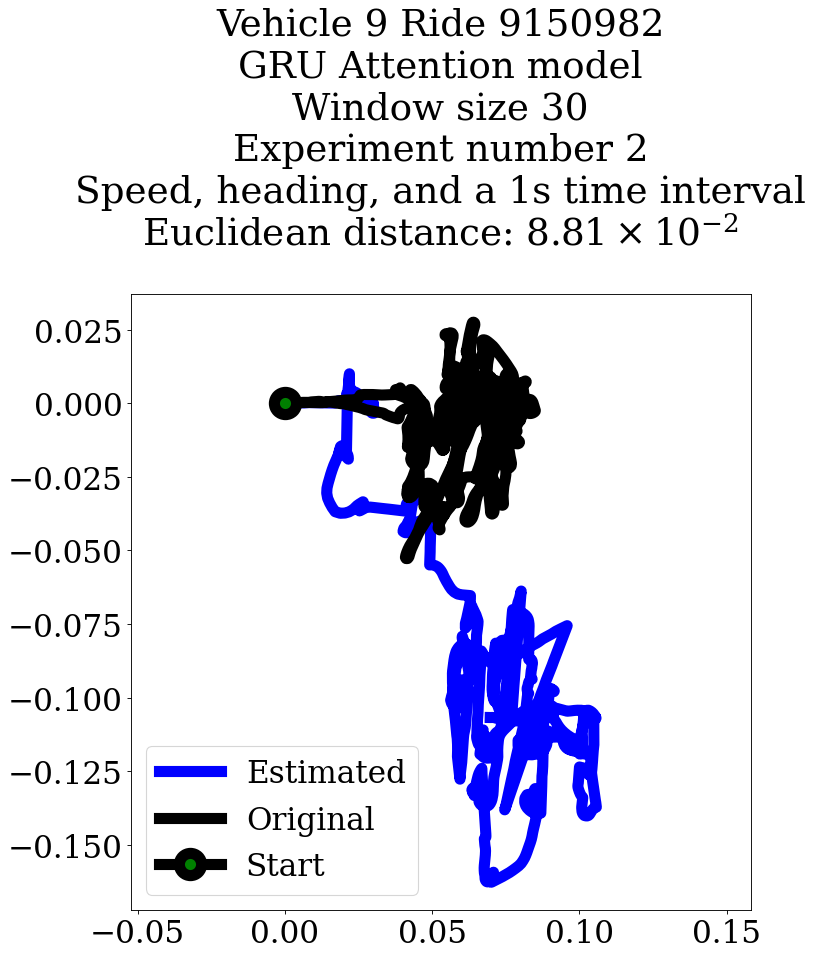 Vehicle 9 Ride 9150982
GRU Attention model
Window size 30
Experiment number 2
Speed, heading, and a 1s time interval
Euclidean distance: 8.81 × 10⁻²
0.025
0.000
−0.025
−0.050
−0.075
−0.100
−0.125
−0.150
Estimated
Original
Start
−0.05 0.00 0.05 0.10 0.15